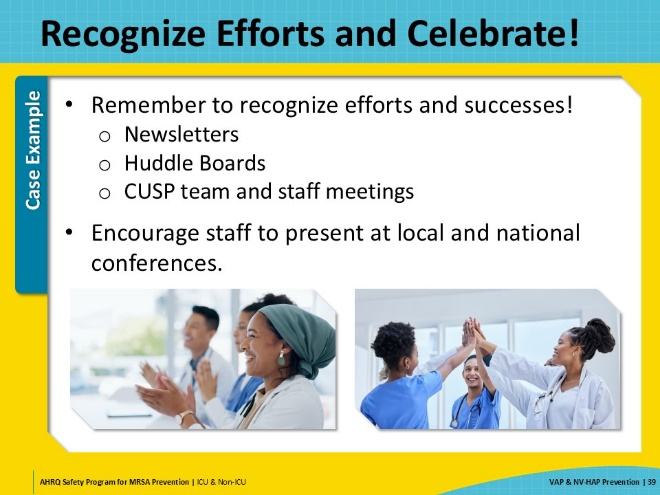 Recognize Efforts and Celebrate!
Case Example
• Remember to recognize efforts and successes!
o Newsletters
o Huddle Boards
o CUSP team and staff meetings
• Encourage staff to present at local and national
conferences.
AHRQ Safety Program for MRSA Prevention | ICU & Non-ICU
VAP & NV-HAP Prevention | 39